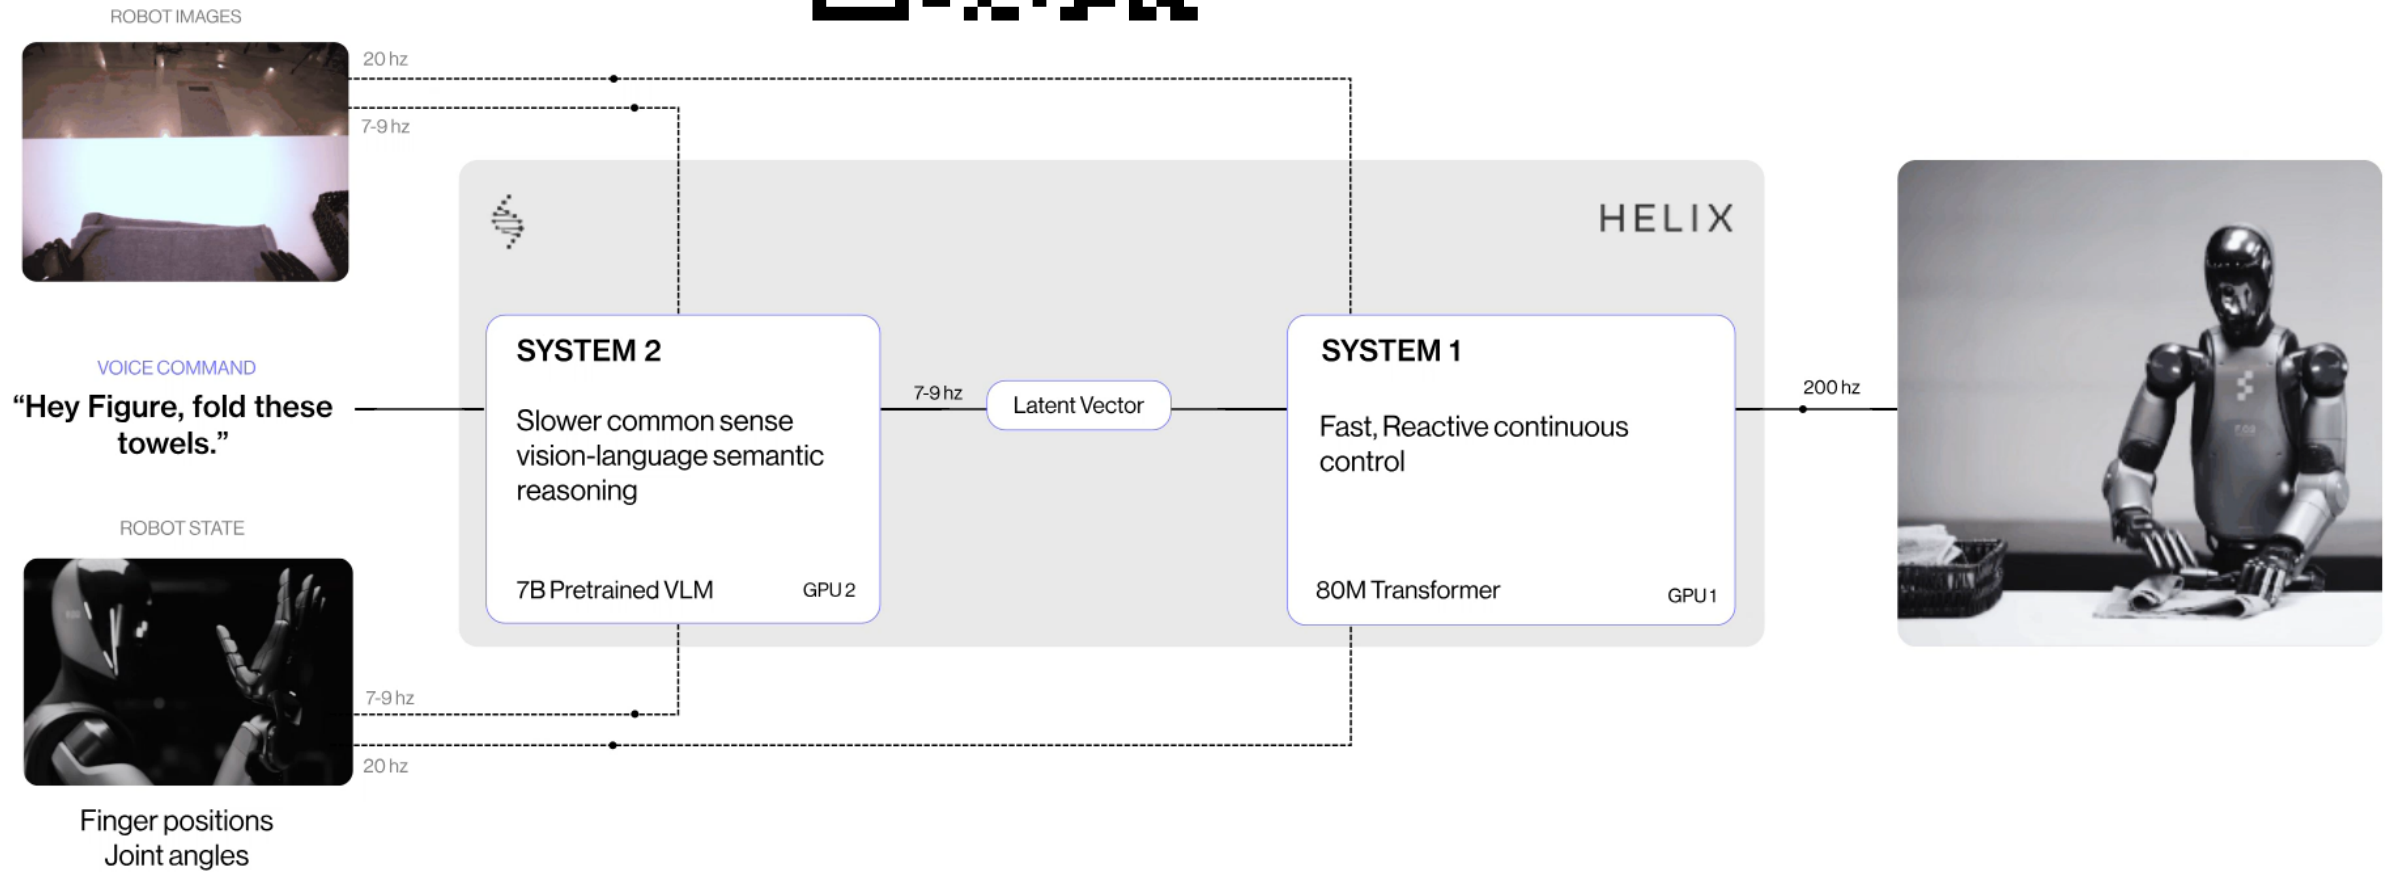 ROBOT IMAGES
20 hz
7-9 hz
HELIX
VOICE COMMAND
“Hey Figure, fold these
towels.”
SYSTEM 2
Slower common sense
vision-language semantic
reasoning
7B Pretrained VLM
GPU 2
7-9 hz
Latent Vector
SYSTEM 1
Fast, Reactive continuous
control
80M Transformer
GPU 1
200 hz
ROBOT STATE
7-9 hz
20 hz
Finger positions
Joint angles